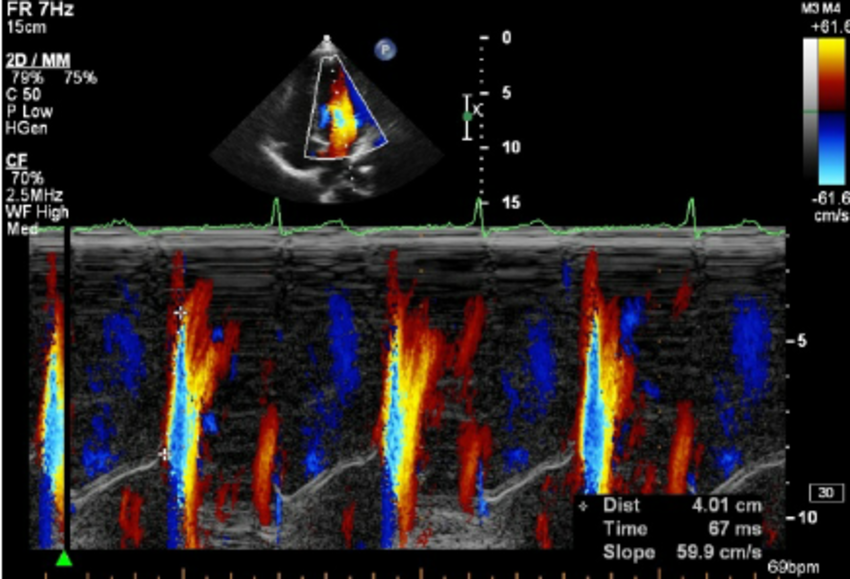 FR 7Hz
15cm
2D / MM
79% 75%
C 50
P Low
HGen
CF
70%
2.5MHz
WF High
Med
P
0
5
X
10
15
M3 M4
+61.6
-61.6
cm/s
5
30
10
Dist 4.01 cm
Time 67 ms
Slope 59.9 cm/s
69bpm